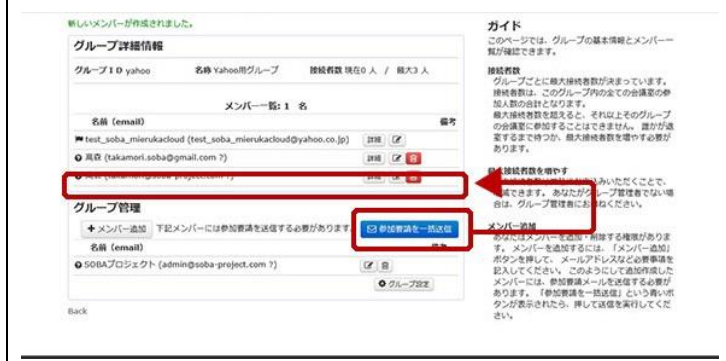 新しいメンバーが作成されました。
グループ詳細情報
グループID yahoo 名称 Yahoo用グループ 接続者数 現在0 人 / 最大3 人
メンバー一覧: 1 名
名前 (email) 備考
test_soba_mierukacloud (test_soba_mierukacloud@yahoo.co.jp) 詳細
高森 (takamori.soba@gmail.com ?) 詳細
詳細
グループ管理
メンバー追加 下記メンバーには参加要請を送信する必要があります 参加要請を一括送信
名前 (email)
SOBAプロジェクト (admin@soba-project.com ?)
グループ設定
Back
ガイド
このページでは、グループの基本情報とメンバー一
覧が確認できます。
接続者数
グループごとに最大接続者数が決まっています。
接続者数は、このグループ内の全ての会議室の参
加人数の合計となります。
最大接続者数を超えると、それ以上そのグループ
の会議室に参加することはできません。 誰かが退
室するまで待つか、最大接続者数を増やす必要が
あります。
最大接続者数を増やす
みいただくことで、
できます。 あなたがグループ管理者でない場
合は、グループ管理者にお ねください。
メンバー追加
あなたはメンバーを追加・削除する権限がありま
す。 メンバーを追加するには、「メンバー追加」
ボタンを押して、 メールアドレスなど必要事項を
記入してください。 このようにして追加作成した
メンバーには、参加要請メールを送信する必要が
あります。 「参加要請を一括送信」という青いボ
タンが表示されたら、押して送信を実行してくだ
さい。